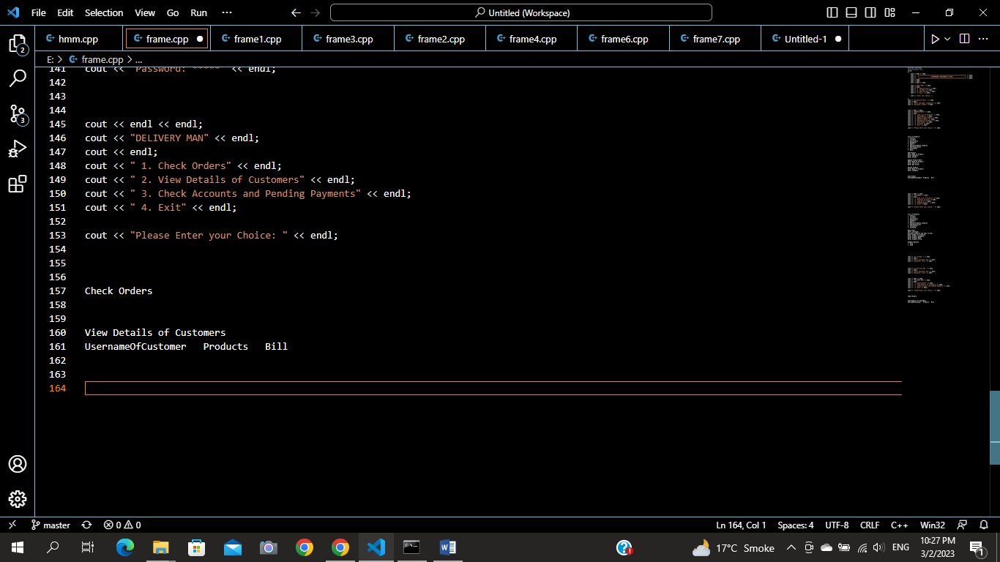 File Edit Selection View Go Run ··· Untitled (Workspace)
hmm.cpp frame.cpp frame1.cpp frame3.cpp frame2.cpp frame4.cpp frame6.cpp frame7.cpp Untitled-1
E: > frame.cpp > ...
141 cout << "Password: *****" << endl;
142
143
144
145 cout << endl << endl;
146 cout << "DELIVERY MAN" << endl;
147 cout << endl;
148 cout << " 1. Check Orders" << endl;
149 cout << " 2. View Details of Customers" << endl;
150 cout << " 3. Check Accounts and Pending Payments" << endl;
151 cout << " 4. Exit" << endl;
152
153 cout << "Please Enter your Choice: " << endl;
154
155
156
157 Check Orders
158
159
160 View Details of Customers
161 UsernameOfCustomer Products Bill
162
163
164
2
3
master 0 0 Ln 164, Col 1 Spaces: 4 UTF-8 CRLF C++ Win32
17°C Smoke ENG 10:27 PM
3/2/2023
1